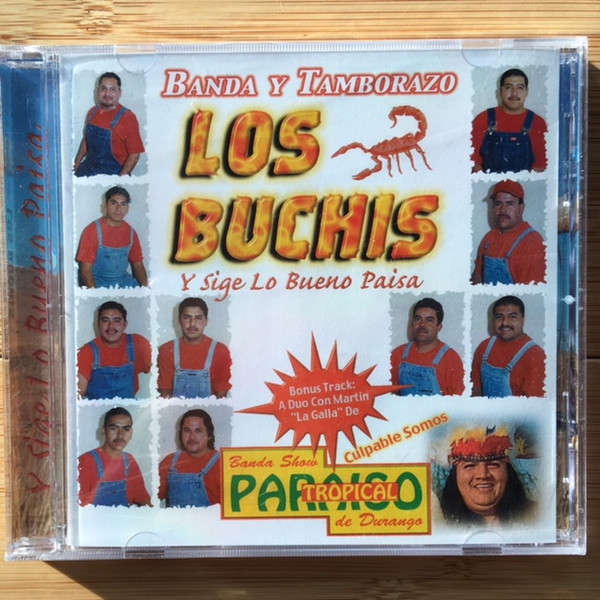 BANDA Y TAMBORAZO
LOS
BUCHIS
Y Sige Lo Bueno Paisa
Bonus Track:
A Duo Con Martin
"La Galla" De
Culpable Somos
Banda Show
PARAISO
TROPICAL
de Durango
Y Sige Lo Bueno Paisa